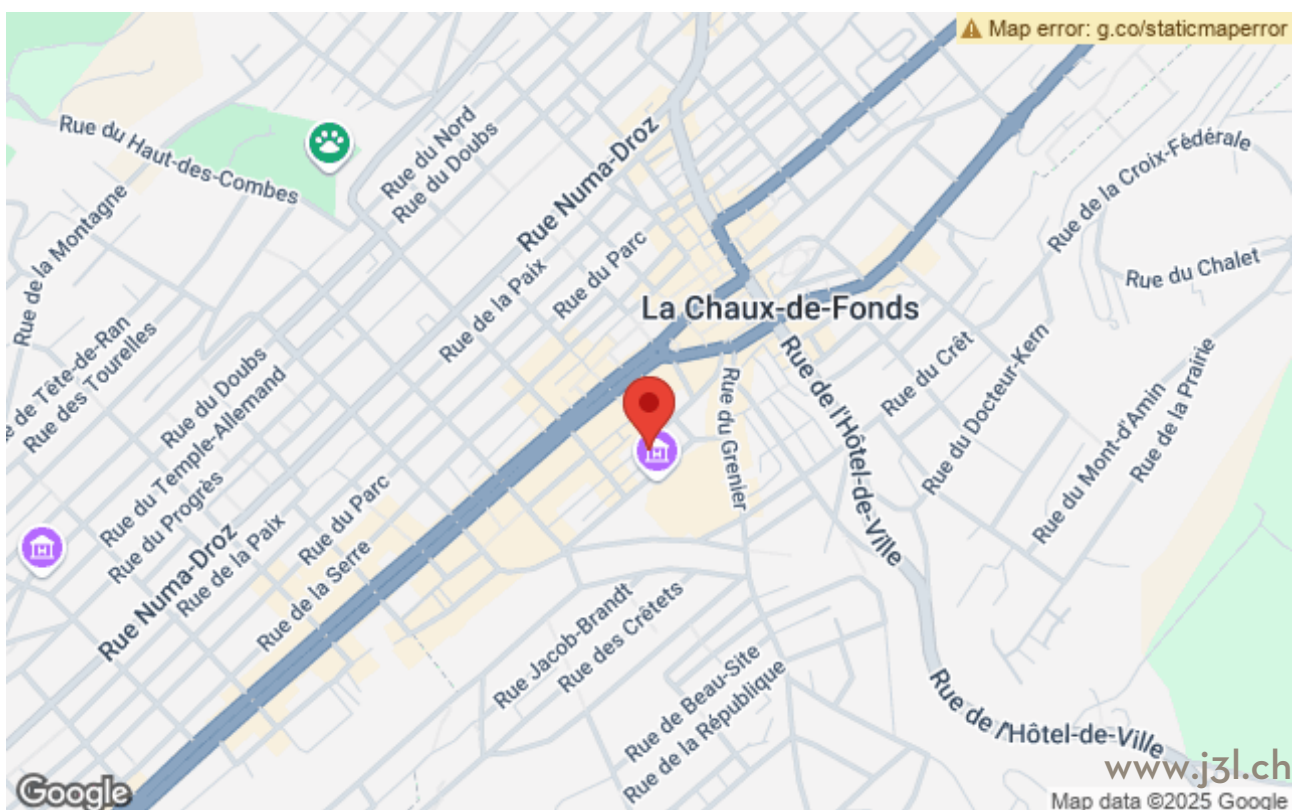 Map error: g.co/staticmaperror
Rue du Haut-des-Combes
Rue du Nord
Rue du Doubs
Rue Numa-Droz
Rue de la Croix-Fédérale
Rue de la Montagne
Rue du Parc
Rue de la Paix
Rue du Chalet
La Chaux-de-Fonds
e de Tête-de-Ran
Rue des Tourelles
Rue du Doubs
Rue du Temple-Allemand
Rue du Progrès
Rue de l'Hôtel-de-Ville
Rue du Crêt
Rue du Docteur-Kern
Rue du Grenier
Rue du Mont-d'Amin
Rue de la Prairie
Rue du Parc
Rue Numa-Droz
Rue de la Paix
Rue de la Serre
Rue Jacob-Brandt
Rue des Crêtets
Rue de Beau-Site
Rue de la République
Rue de l'Hôtel-de-Ville
www.j3l.ch
Google
Map data ©2025 Google